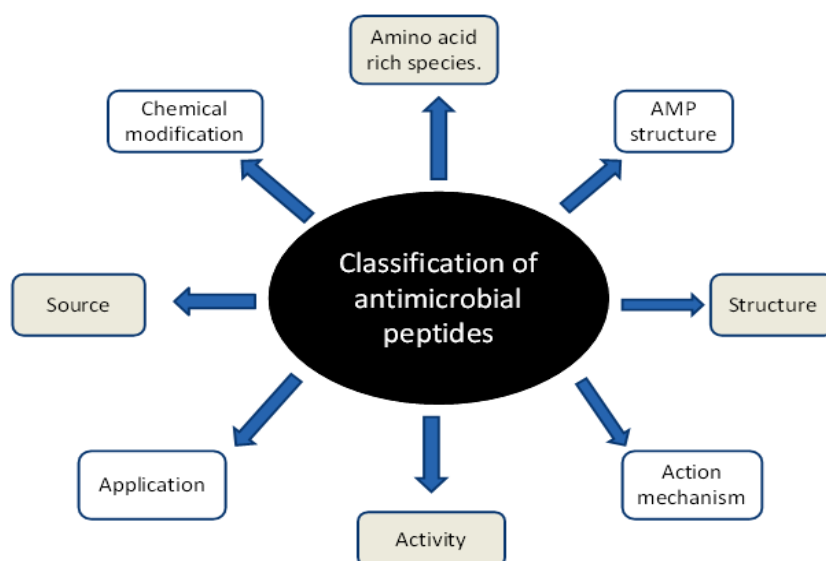 Amino acid
rich species.
Chemical
modification
AMP
structure
Classification of
antimicrobial
peptides
Source
Structure
Application
Action
mechanism
Activity